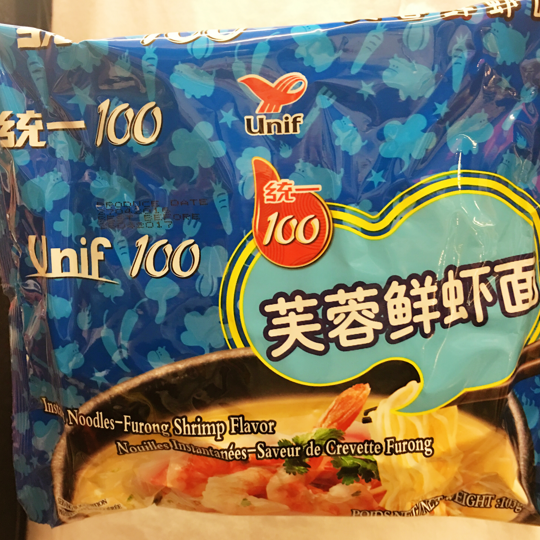 统一100
Unif
统一100
统一
100
Unif 100
芙蓉鲜虾面
Noodles-Furong Shrimp Flavor
Nouilles Instantanées-Saveur de Crevette Furong